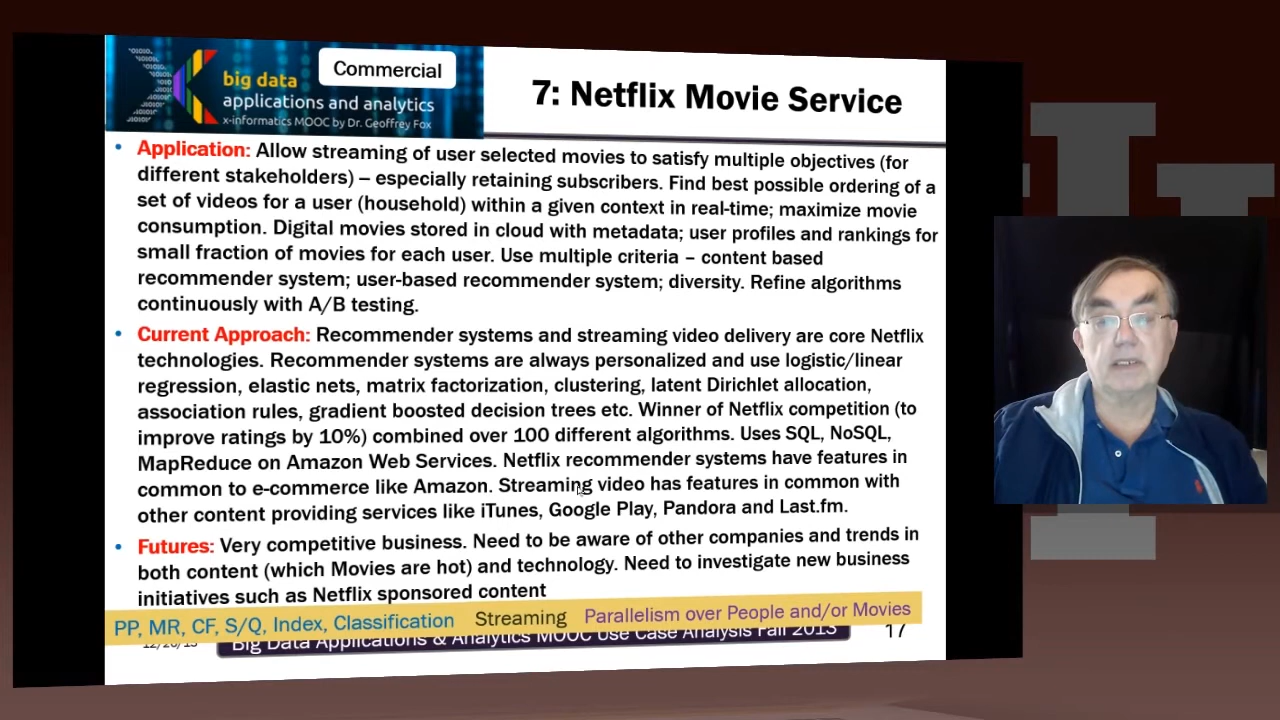 Commercial
big data
applications and analytics
x-informatics MOOC by Dr. Geoffrey Fox
7: Netflix Movie Service
• Application: Allow streaming of user selected movies to satisfy multiple objectives (for
different stakeholders) – especially retaining subscribers. Find best possible ordering of a
set of videos for a user (household) within a given context in real-time; maximize movie
consumption. Digital movies stored in cloud with metadata; user profiles and rankings for
small fraction of movies for each user. Use multiple criteria – content based
recommender system; user-based recommender system; diversity. Refine algorithms
continuously with A/B testing.
• Current Approach: Recommender systems and streaming video delivery are core Netflix
technologies. Recommender systems are always personalized and use logistic/linear
regression, elastic nets, matrix factorization, clustering, latent Dirichlet allocation,
association rules, gradient boosted decision trees etc. Winner of Netflix competition (to
improve ratings by 10%) combined over 100 different algorithms. Uses SQL, NoSQL,
MapReduce on Amazon Web Services. Netflix recommender systems have features in
common to e-commerce like Amazon. Streaming video has features in common with
other content providing services like iTunes, Google Play, Pandora and Last.fm.
• Futures: Very competitive business. Need to be aware of other companies and trends in
both content (which Movies are hot) and technology. Need to investigate new business
initiatives such as Netflix sponsored content
PP, MR, CF, S/Q, Index, Classification Streaming Parallelism over People and/or Movies
Big Data Applications & Analytics MOOC Use Case Analysis Fall 2013
17